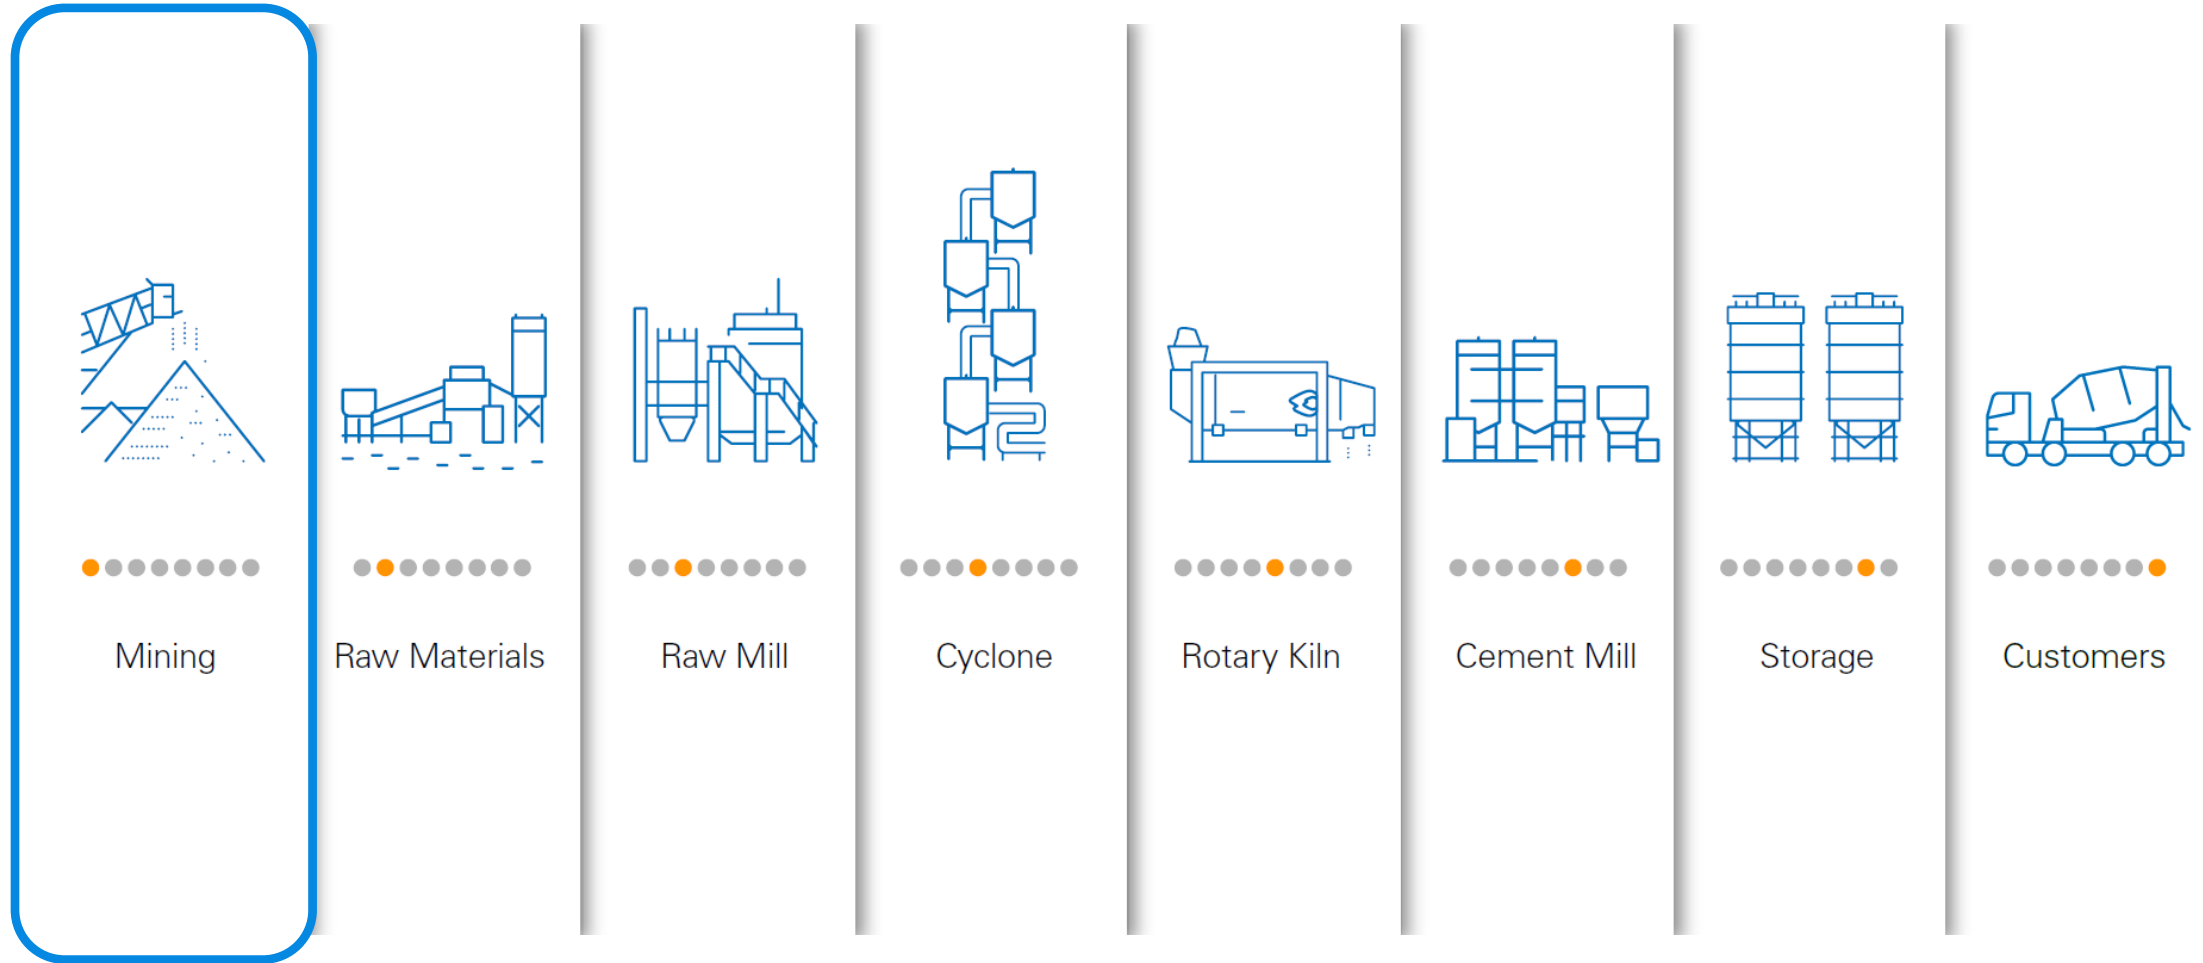 Mining
Raw Materials
Raw Mill
Cyclone
Rotary Kiln
Cement Mill
Storage
Customers